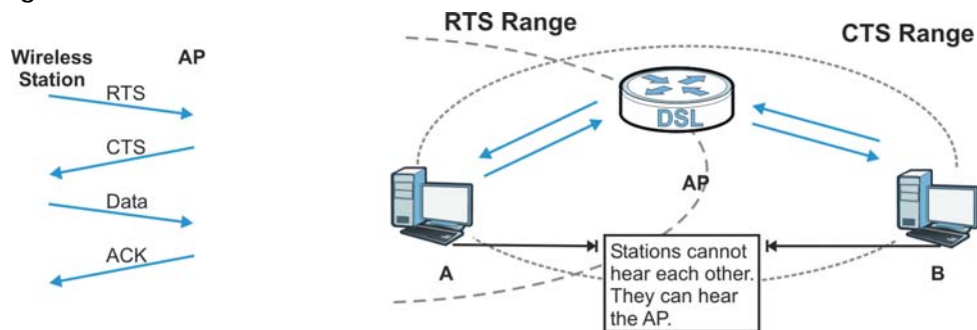 RTS Range
CTS Range
Wireless
Station
AP
RTS
CTS
Data
ACK
DSL
AP
A
B
Stations cannot
hear each other.
They can hear
the AP.